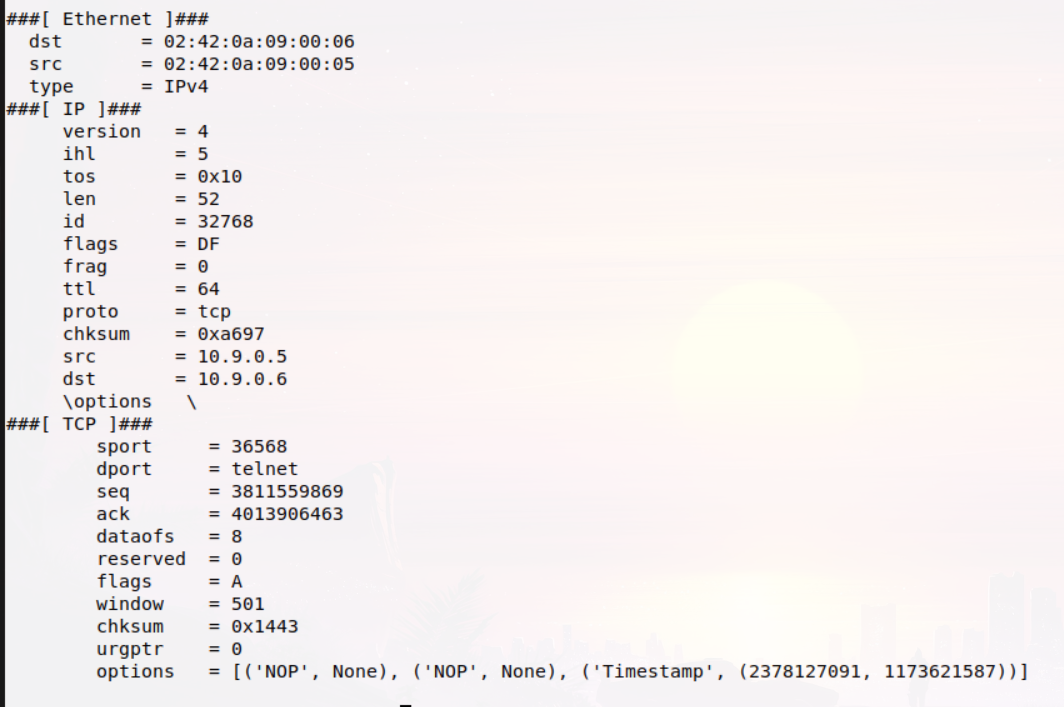 ###[ Ethernet ]###
  dst       = 02:42:0a:09:00:06
  src       = 02:42:0a:09:00:05
  type      = IPv4
###[ IP ]###
     version   = 4
     ihl       = 5
     tos       = 0x10
     len       = 52
     id        = 32768
     flags     = DF
     frag      = 0
     ttl       = 64
     proto     = tcp
     chksum    = 0xa697
     src       = 10.9.0.5
     dst       = 10.9.0.6
     \options   \
###[ TCP ]###
        sport     = 36568
        dport     = telnet
        seq       = 3811559869
        ack       = 4013906463
        dataofs   = 8
        reserved  = 0
        flags     = A
        window    = 501
        chksum    = 0x1443
        urgptr    = 0
        options   = [('NOP', None), ('NOP', None), ('Timestamp', (2378127091, 1173621587))]